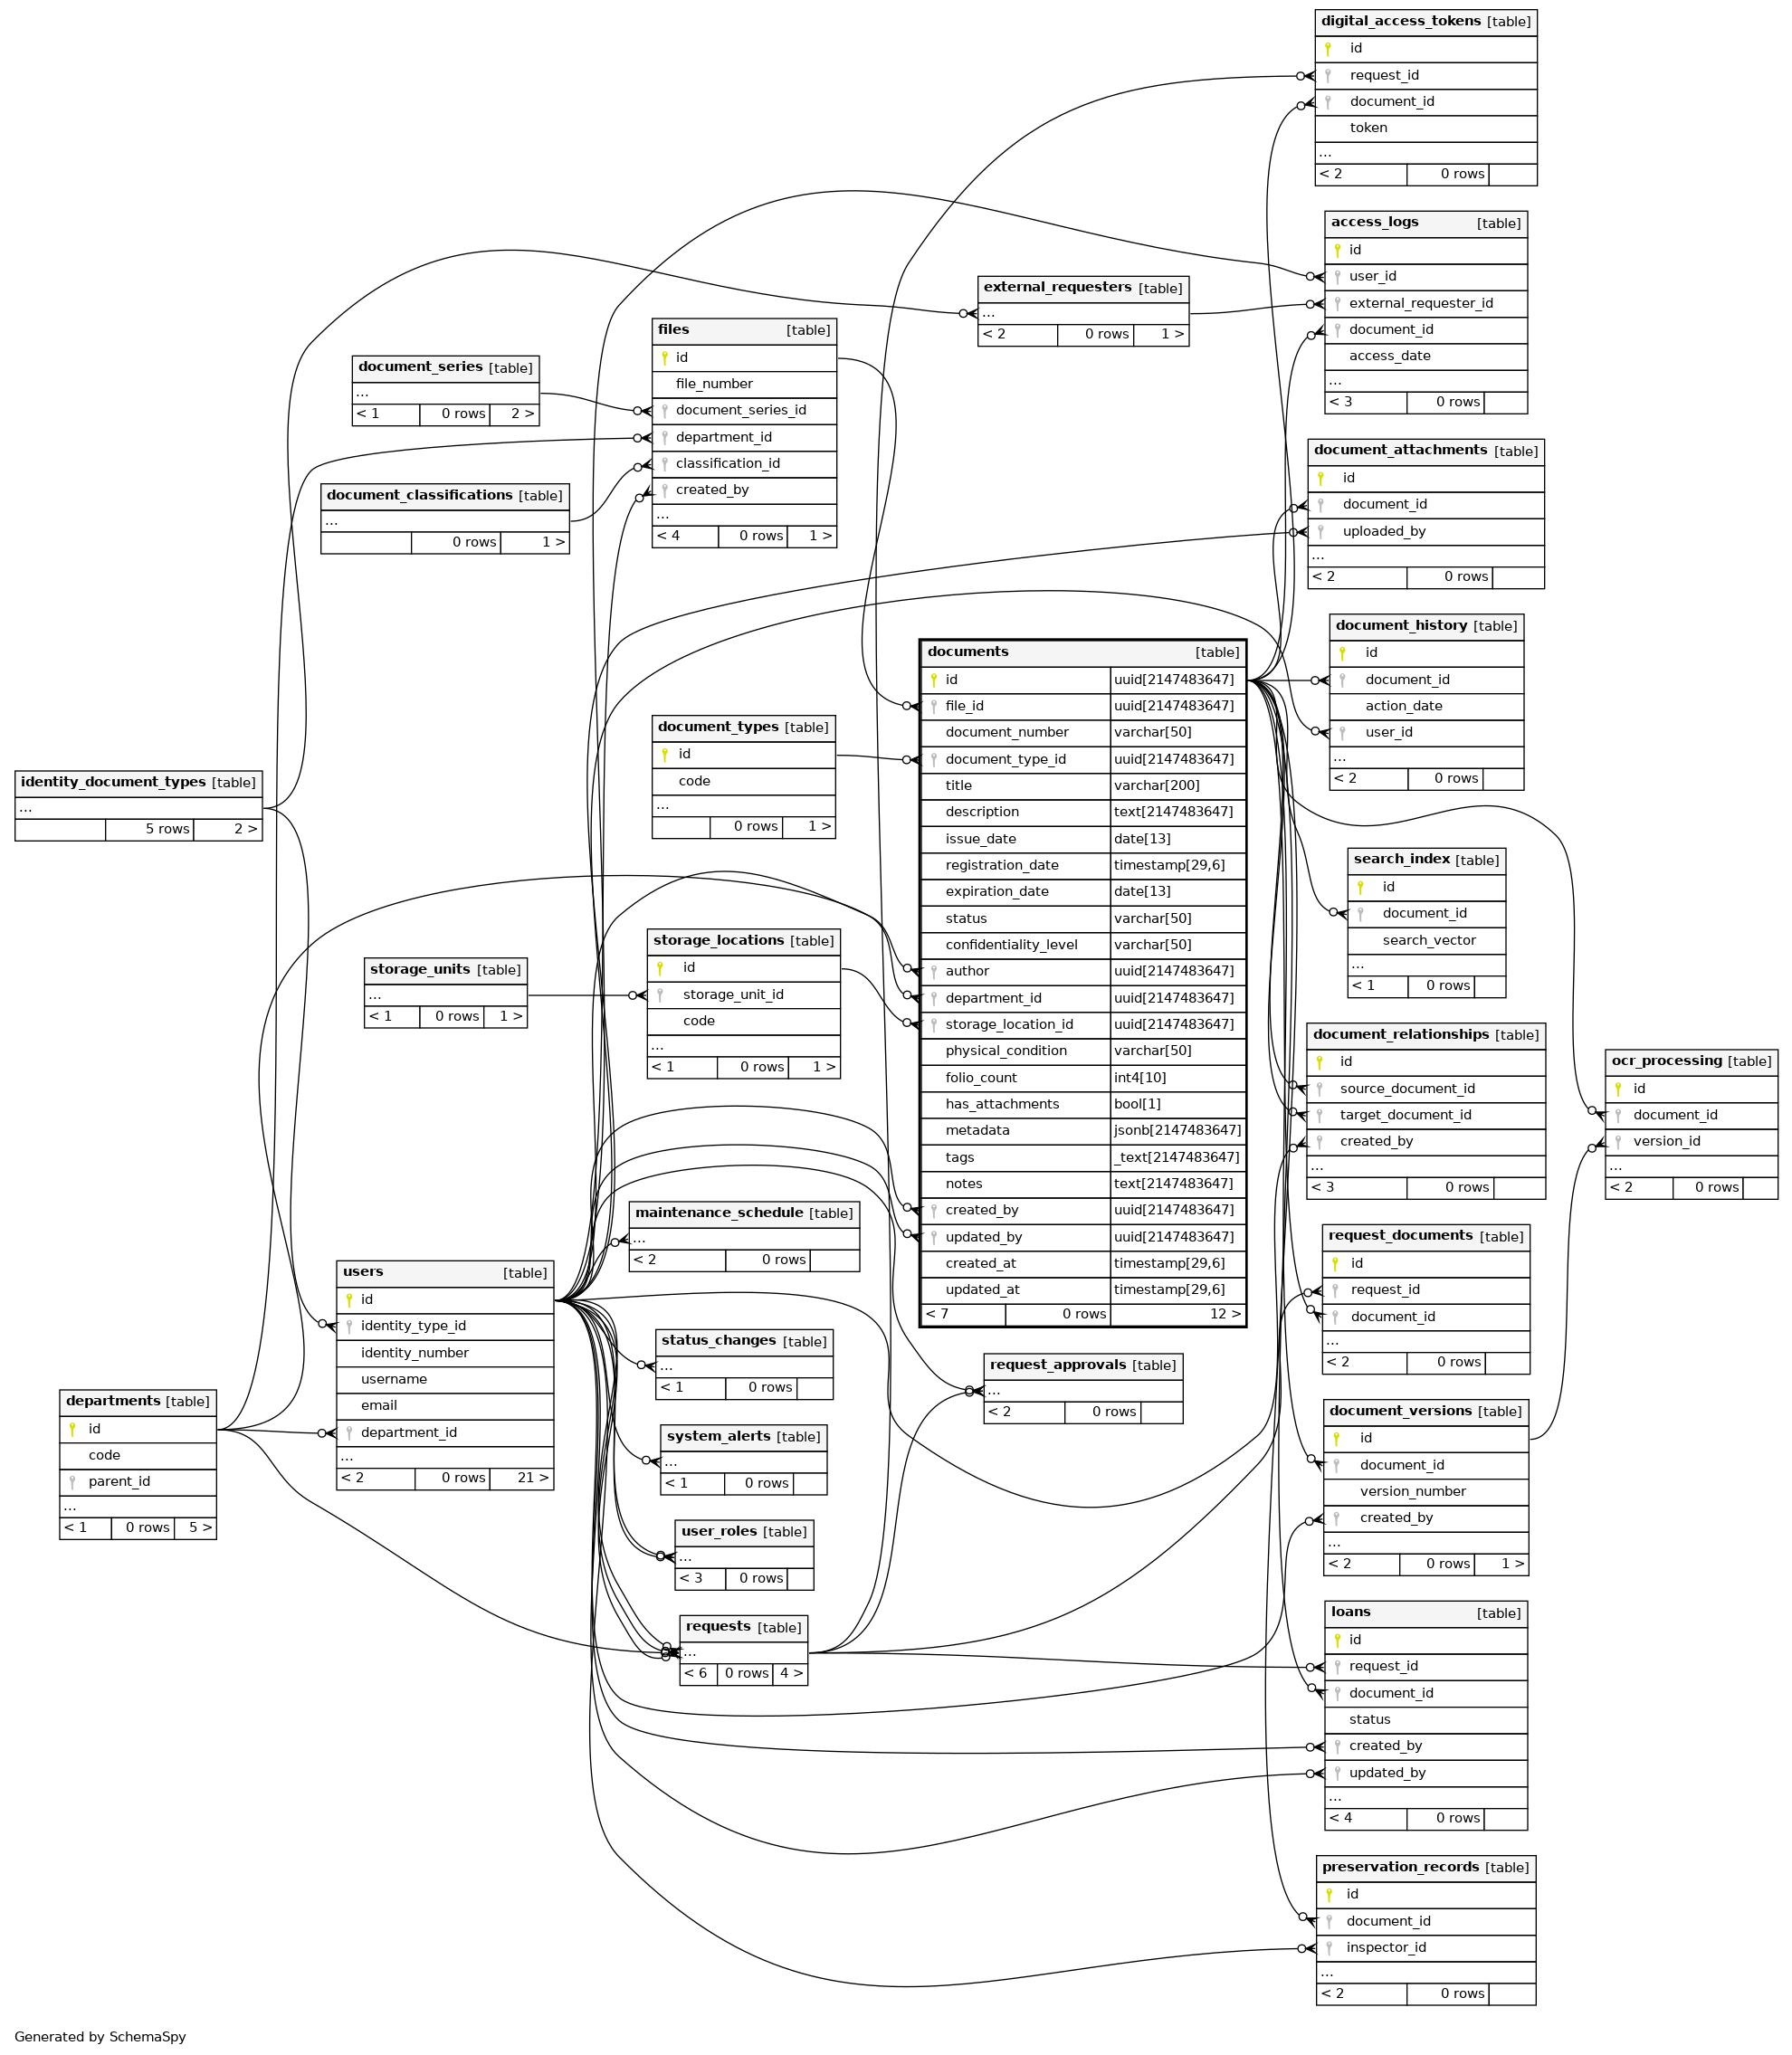 digital_access_tokens [table]
id
request_id
document_id
token
...
< 2 0 rows
access_logs [table]
id
user_id
external_requester_id
document_id
access_date
...
< 3 0 rows
external_requesters [table]
...
< 2 0 rows 1 >
files [table]
id
file_number
document_series_id
department_id
classification_id
created_by
...
< 4 0 rows 1 >
document_series [table]
...
< 1 0 rows 2 >
document_classifications [table]
...
0 rows 1 >
document_attachments [table]
id
document_id
uploaded_by
...
< 2 0 rows
document_history [table]
id
document_id
action_date
user_id
...
< 2 0 rows
documents [table]
id uuid[2147483647]
file_id uuid[2147483647]
document_number varchar[50]
document_type_id uuid[2147483647]
title varchar[200]
description text[2147483647]
issue_date date[13]
registration_date timestamp[29,6]
expiration_date date[13]
status varchar[50]
confidentiality_level varchar[50]
author uuid[2147483647]
department_id uuid[2147483647]
storage_location_id uuid[2147483647]
physical_condition varchar[50]
folio_count int4[10]
has_attachments bool[1]
metadata jsonb[2147483647]
tags _text[2147483647]
notes text[2147483647]
created_by uuid[2147483647]
updated_by uuid[2147483647]
created_at timestamp[29,6]
updated_at timestamp[29,6]
< 7 0 rows 12 >
document_types [table]
id
code
...
0 rows 1 >
identity_document_types [table]
...
5 rows 2 >
search_index [table]
id
document_id
search_vector
...
< 1 0 rows
storage_locations [table]
id
storage_unit_id
code
...
< 1 0 rows 1 >
storage_units [table]
...
< 1 0 rows 1 >
document_relationships [table]
id
source_document_id
target_document_id
created_by
...
< 3 0 rows
ocr_processing [table]
id
document_id
version_id
...
< 2 0 rows
maintenance_schedule [table]
...
< 2 0 rows
request_documents [table]
id
request_id
document_id
...
< 2 0 rows
users [table]
id
identity_type_id
identity_number
username
email
department_id
...
< 2 0 rows 21 >
status_changes [table]
...
< 1 0 rows
request_approvals [table]
...
< 2 0 rows
departments [table]
id
code
parent_id
...
< 1 0 rows 5 >
document_versions [table]
id
document_id
version_number
created_by
...
< 2 0 rows 1 >
system_alerts [table]
...
< 1 0 rows
user_roles [table]
...
< 3 0 rows
requests [table]
...
< 6 0 rows 4 >
loans [table]
id
request_id
document_id
status
created_by
updated_by
...
< 4 0 rows
preservation_records [table]
id
document_id
inspector_id
...
< 2 0 rows
Generated by SchemaSpy